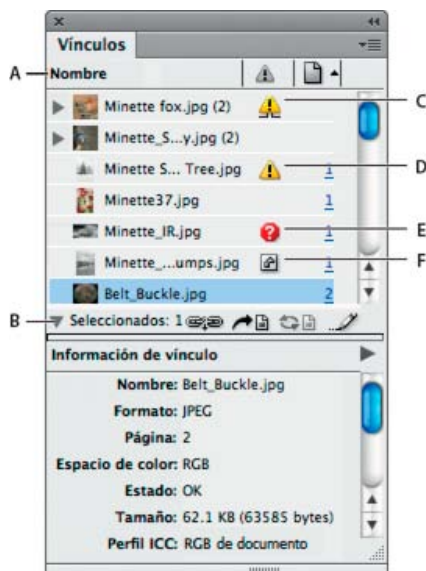 Vínculos
A Nombre
Minette fox.jpg (2) C
Minette_S...y.jpg (2)
Minette S... Tree.jpg 1 D
Minette37.jpg 1
Minette_IR.jpg ? 1 E
Minette_...umps.jpg 1 F
Belt_Buckle.jpg 2
B Seleccionados: 1
Información de vínculo
Nombre: Belt_Buckle.jpg
Formato: JPEG
Página: 2
Espacio de color: RGB
Estado: OK
Tamaño: 62.1 KB (63585 bytes)
Perfil ICC: RGB de documento